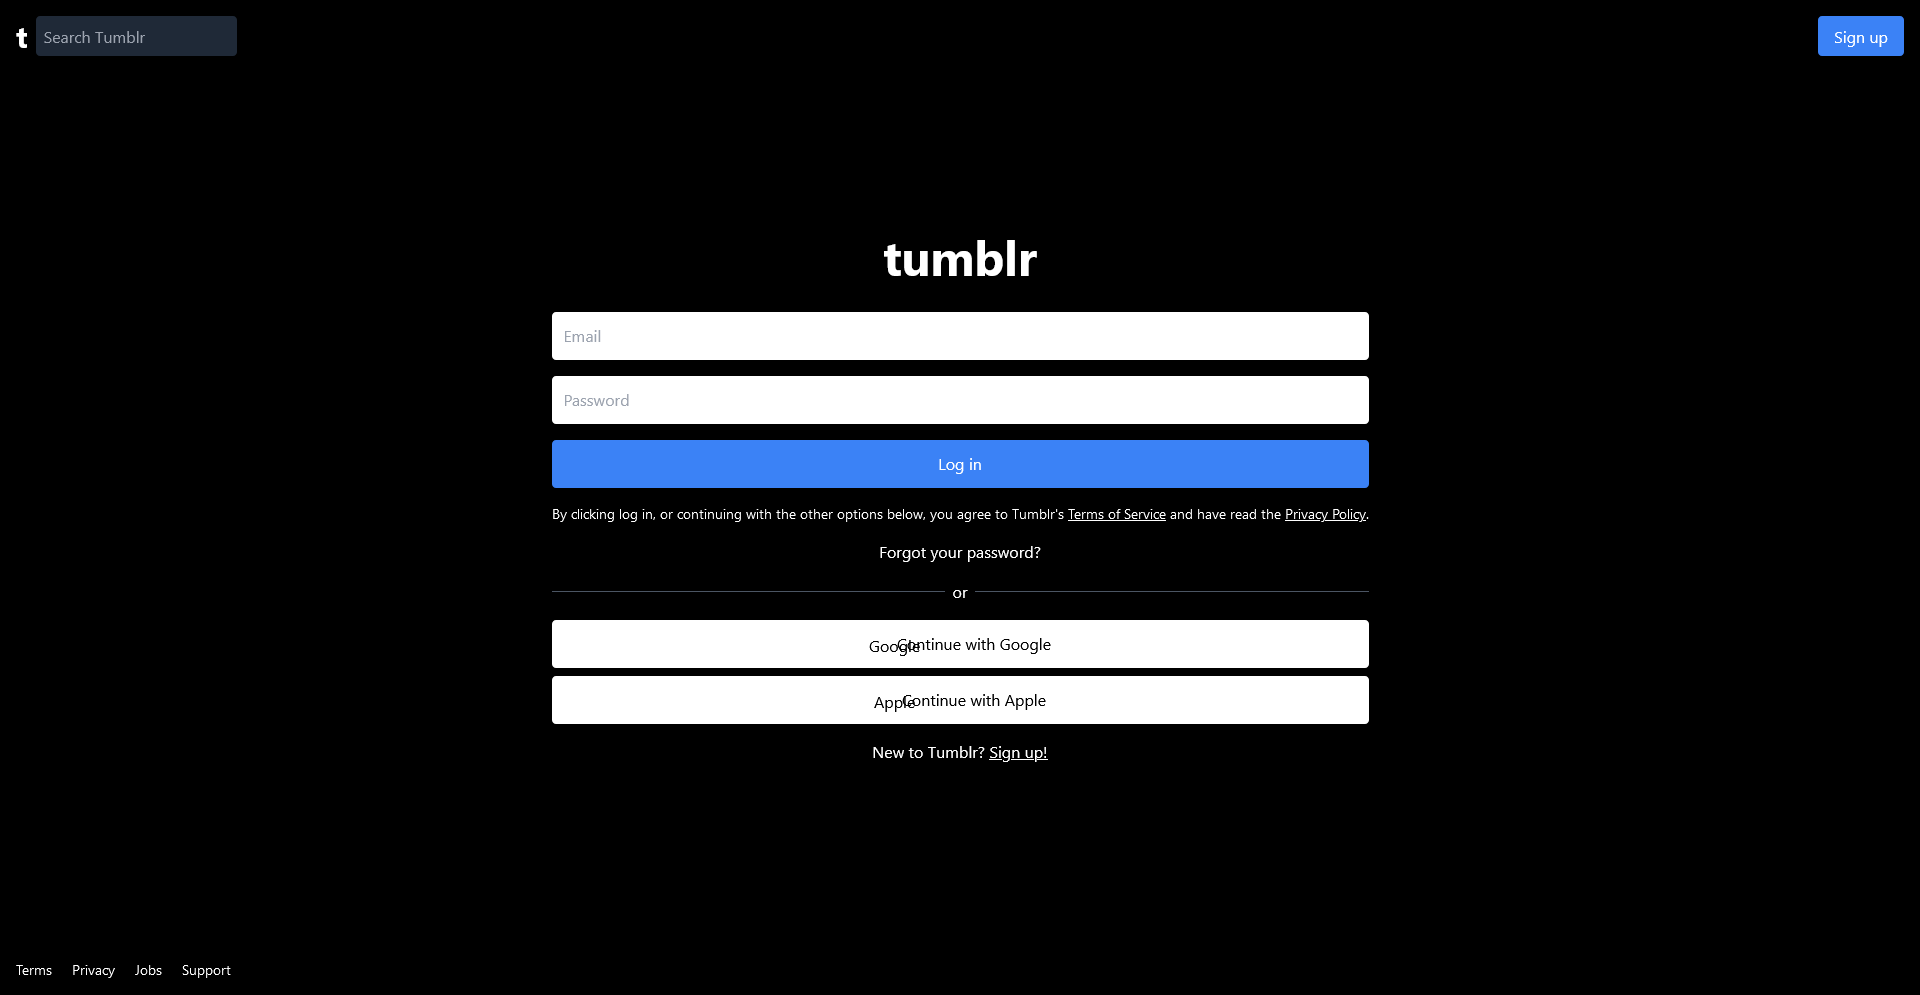 t Search Tumblr Sign up
tumblr
Email
Password
Log in
By clicking log in, or continuing with the other options below, you agree to Tumblr's Terms of Service and have read the Privacy Policy.
Forgot your password?
or
Google Continue with Google
Apple Continue with Apple
New to Tumblr? Sign up!
Terms Privacy Jobs Support